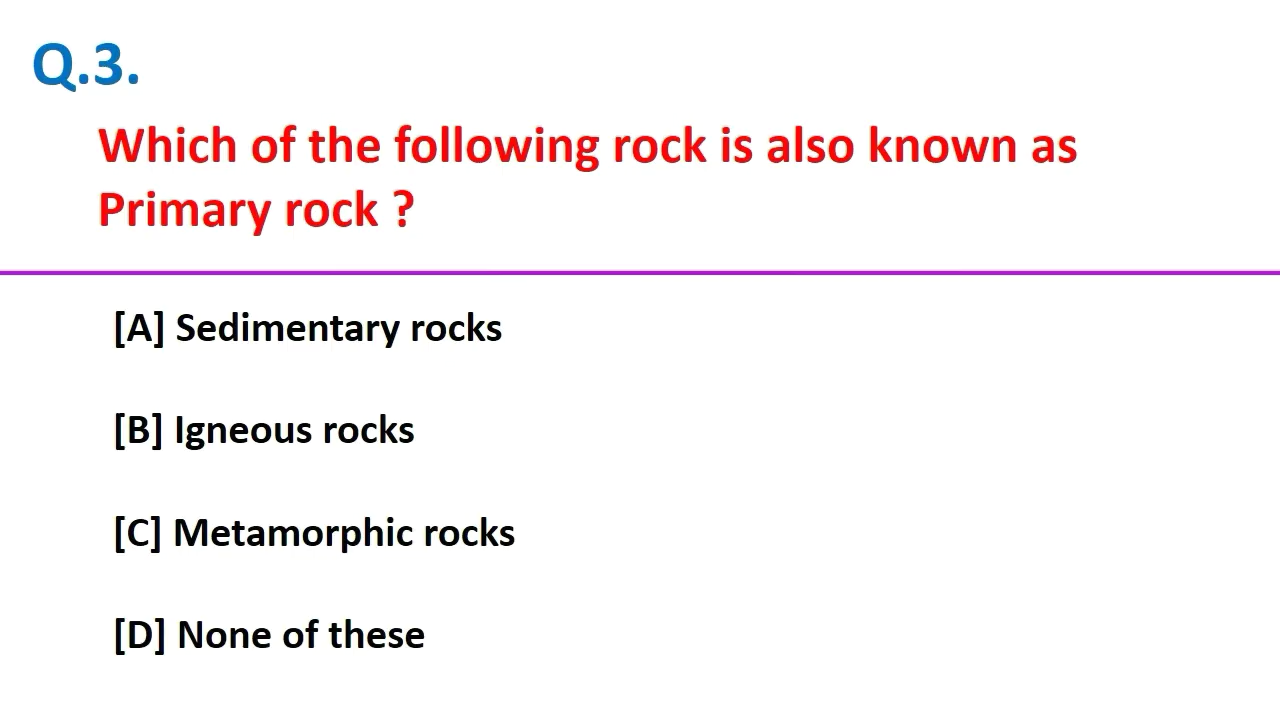 Q.3.
Which of the following rock is also known as
Primary rock ?
[A] Sedimentary rocks
[B] Igneous rocks
[C] Metamorphic rocks
[D] None of these